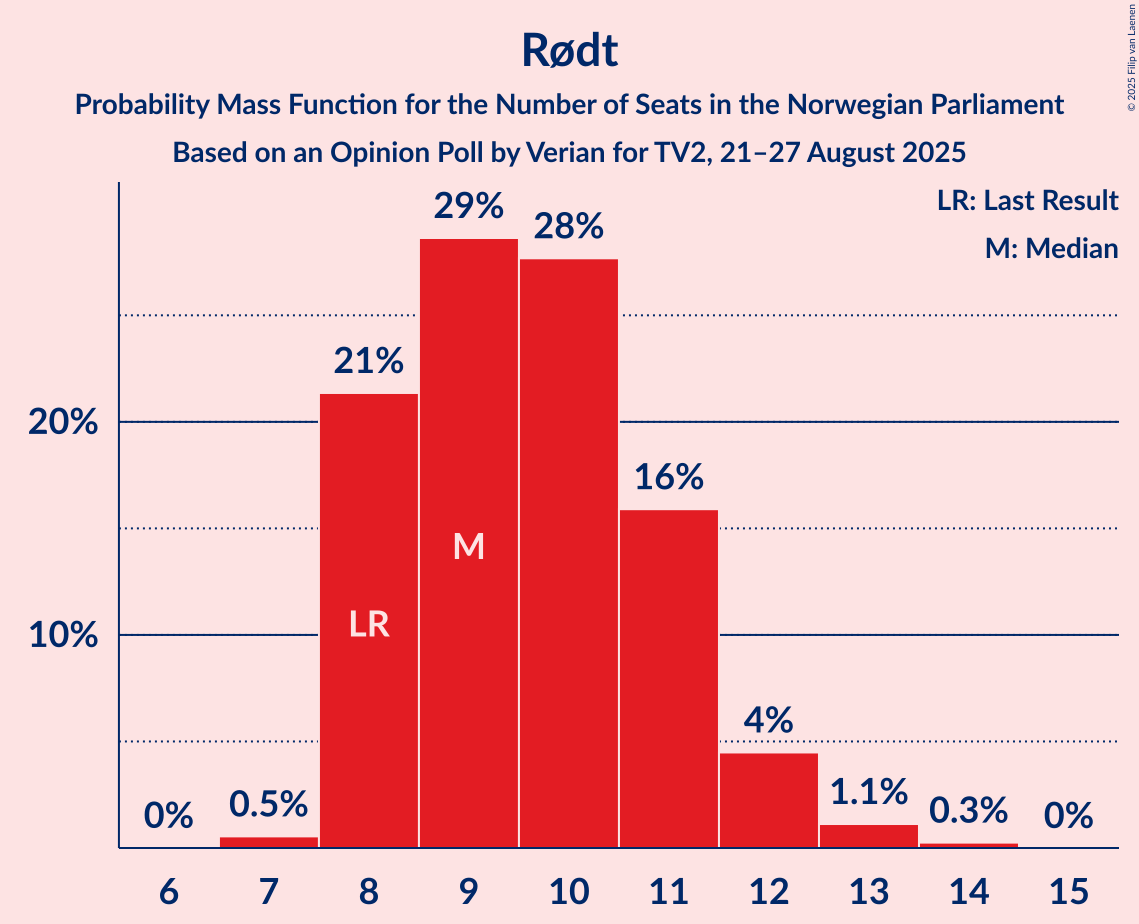 Rødt
Probability Mass Function for the Number of Seats in the Norwegian Parliament
Based on an Opinion Poll by Verian for TV2, 21–27 August 2025
© 2025 Filip van Laenen
LR: Last Result
M: Median
29%
28%
21%
20%
16%
M
LR
10%
4%
1.1%
0.5%
0.3%
0%
0%
6 7 8 9 10 11 12 13 14 15